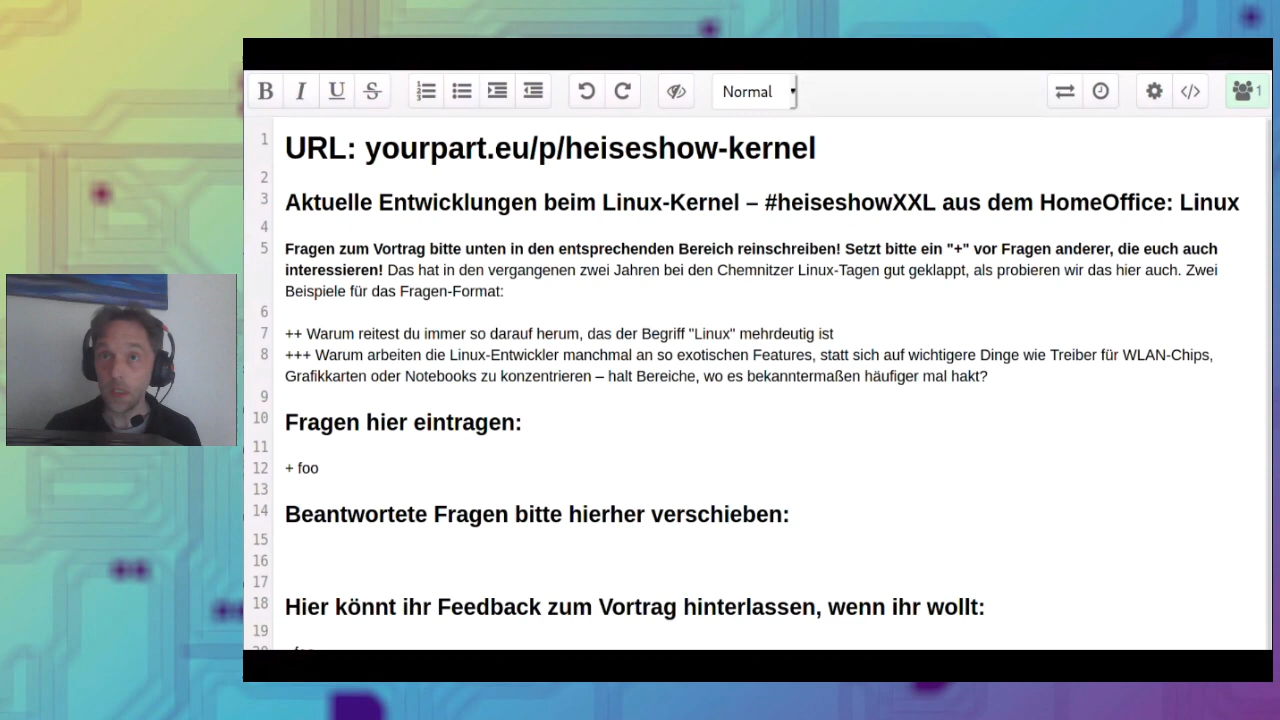 B I U S Normal 1
1 URL: yourpart.eu/p/heiseshow-kernel
2
3 Aktuelle Entwicklungen beim Linux-Kernel – #heiseshowXXL aus dem HomeOffice: Linux
4
5 Fragen zum Vortrag bitte unten in den entsprechenden Bereich reinschreiben! Setzt bitte ein "+" vor Fragen anderer, die euch auch
interessieren! Das hat in den vergangenen zwei Jahren bei den Chemnitzer Linux-Tagen gut geklappt, als probieren wir das hier auch. Zwei
Beispiele für das Fragen-Format:
6
7 ++ Warum reitest du immer so darauf herum, das der Begriff "Linux" mehrdeutig ist
8 +++ Warum arbeiten die Linux-Entwickler manchmal an so exotischen Features, statt sich auf wichtigere Dinge wie Treiber für WLAN-Chips,
Grafikkarten oder Notebooks zu konzentrieren – halt Bereiche, wo es bekanntermaßen häufiger mal hakt?
9
10 Fragen hier eintragen:
11
12 + foo
13
14 Beantwortete Fragen bitte hierher verschieben:
15
16
17
18 Hier könnt ihr Feedback zum Vortrag hinterlassen, wenn ihr wollt:
19